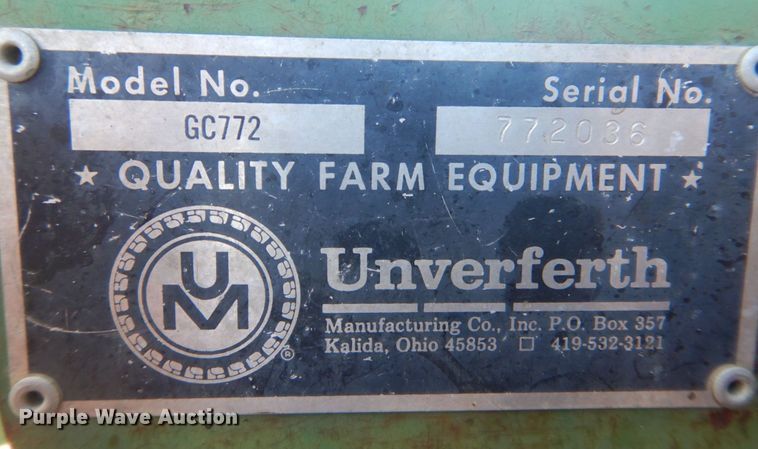 Model No. Serial No.
GC772 772036
★ QUALITY FARM EQUIPMENT ★
UM ®
Unverferth
Manufacturing Co., Inc. P.O. Box 357
Kalida, Ohio 45853 □ 419-532-3121
Purple Wave Auction